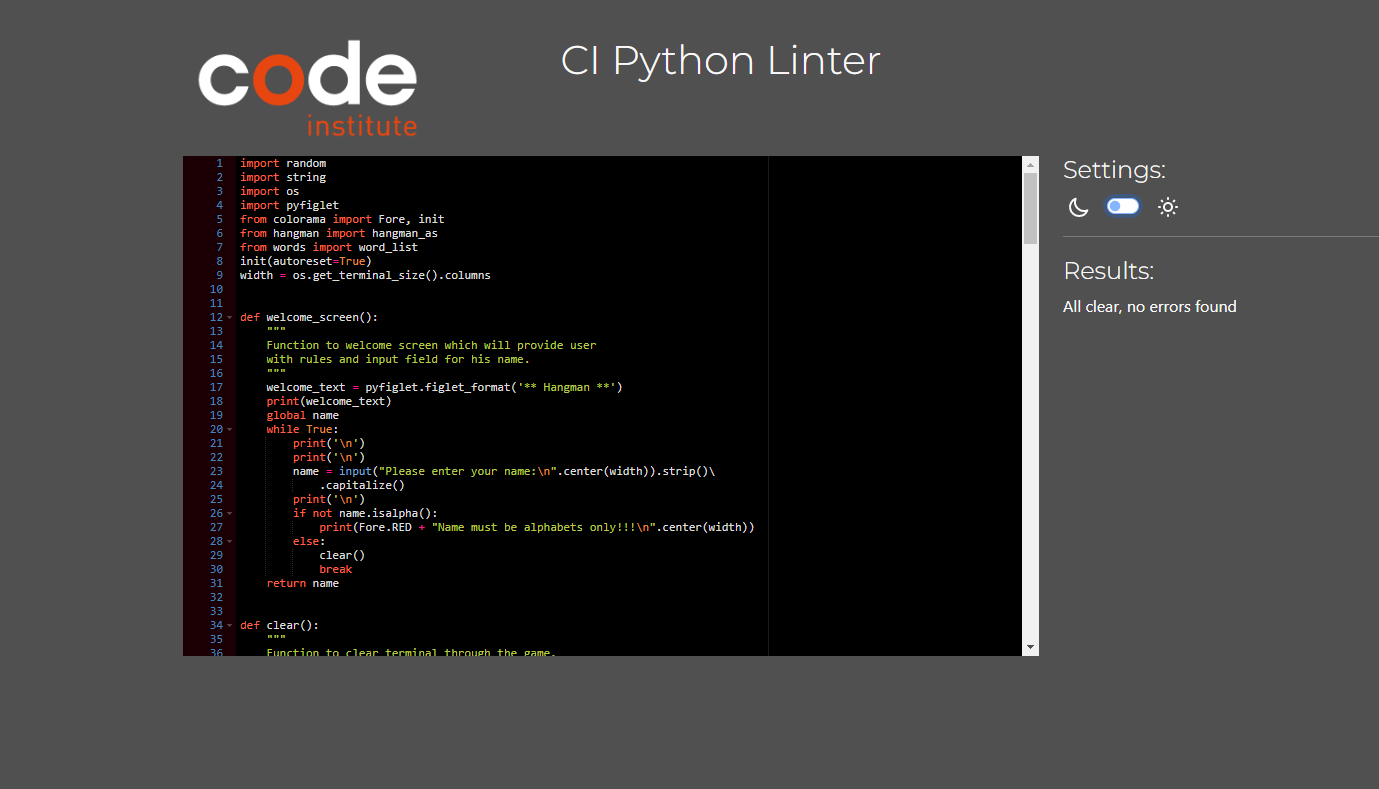 code
institute
CI Python Linter
1 import random
2 import string
3 import os
4 import pyfiglet
5 from colorama import Fore, init
6 from hangman import hangman_as
7 from words import word_list
8 init(autoreset=True)
9 width = os.get_terminal_size().columns
10
11
12 def welcome_screen():
13     """
14     Function to welcome screen which will provide user
15     with rules and input field for his name.
16     """
17     welcome_text = pyfiglet.figlet_format('** Hangman **')
18     print(welcome_text)
19     global name
20     while True:
21         print('\n')
22         print('\n')
23         name = input("Please enter your name:\n".center(width)).strip()\
24             .capitalize()
25         print('\n')
26         if not name.isalpha():
27             print(Fore.RED + "Name must be alphabets only!!!\n".center(width))
28         else:
29             clear()
30             break
31     return name
32
33
34 def clear():
35     """
36     Function to clear terminal through the game.
Settings:
Results:
All clear, no errors found